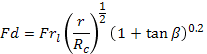 Fd = Fr_l (r/R_c)^{1/2} (1 + tan β)^{0.2}